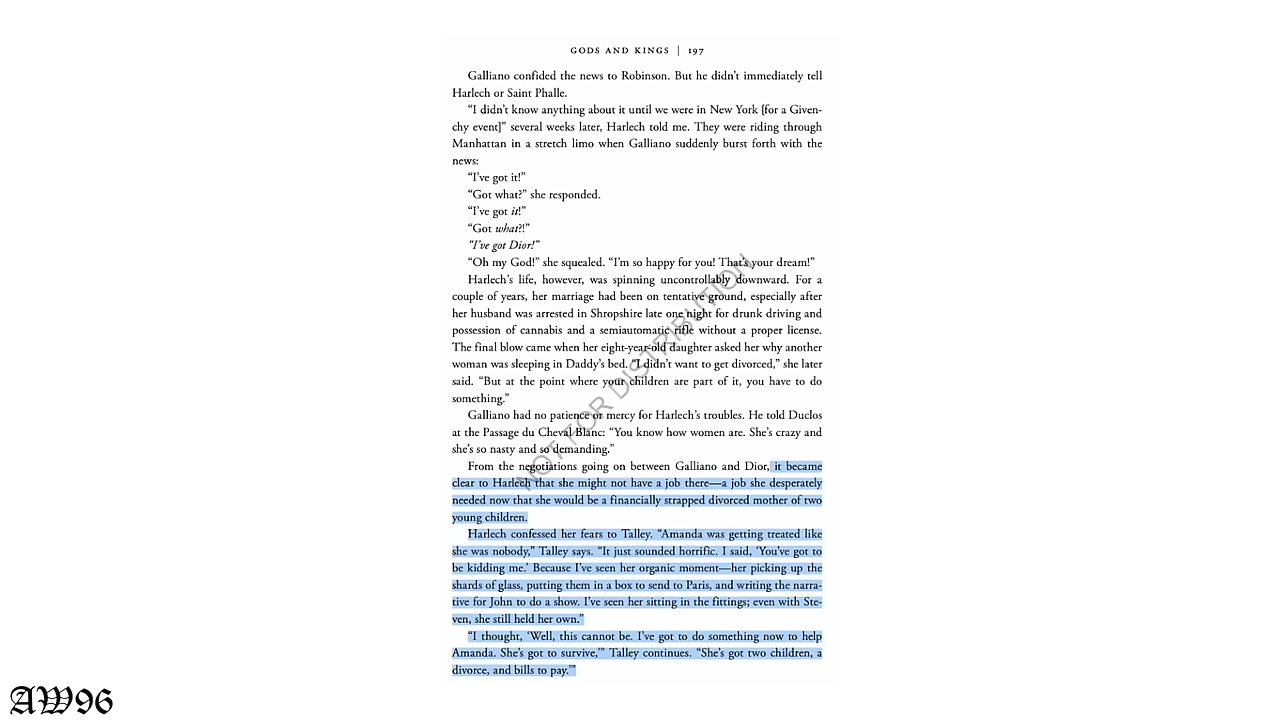 GODS AND KINGS | 197
Galliano confided the news to Robinson. But he didn't immediately tell
Harlech or Saint Phalle.
"I didn't know anything about it until we were in New York [for a Given-
chy event]" several weeks later, Harlech told me. They were riding through
Manhattan in a stretch limo when Galliano suddenly burst forth with the
news:
"I've got it!"
"Got what?" she responded.
"I've got it!"
"Got what?!"
"I've got Dior!"
"Oh my God!" she squealed. "I'm so happy for you! That's your dream!"
Harlech's life, however, was spinning uncontrollably downward. For a
couple of years, her marriage had been on tentative ground, especially after
her husband was arrested in Shropshire late one night for drunk driving and
possession of cannabis and a semiautomatic rifle without a proper license.
The final blow came when her eight-year-old daughter asked her why another
woman was sleeping in Daddy's bed. "I didn't want to get divorced," she later
said. "But at the point where your children are part of it, you have to do
something."
Galliano had no patience or mercy for Harlech's troubles. He told Duclos
at the Passage du Cheval Blanc: "You know how women are. She's crazy and
she's so nasty and so demanding."
From the negotiations going on between Galliano and Dior, it became
clear to Harlech that she might not have a job there—a job she desperately
needed now that she would be a financially strapped divorced mother of two
young children.
Harlech confessed her fears to Talley. "Amanda was getting treated like
she was nobody," Talley says. "It just sounded horrific. I said, 'You've got to
be kidding me.' Because I've seen her organic moment—her picking up the
shards of glass, putting them in a box to send to Paris, and writing the narra-
tive for John to do a show. I've seen her sitting in the fittings; even with Ste-
ven, she still held her own."
"I thought, 'Well, this cannot be. I've got to do something now to help
Amanda. She's got to survive,'" Talley continues. "She's got two children, a
divorce, and bills to pay.'"
NOT FOR DISTRIBUTION
AW96